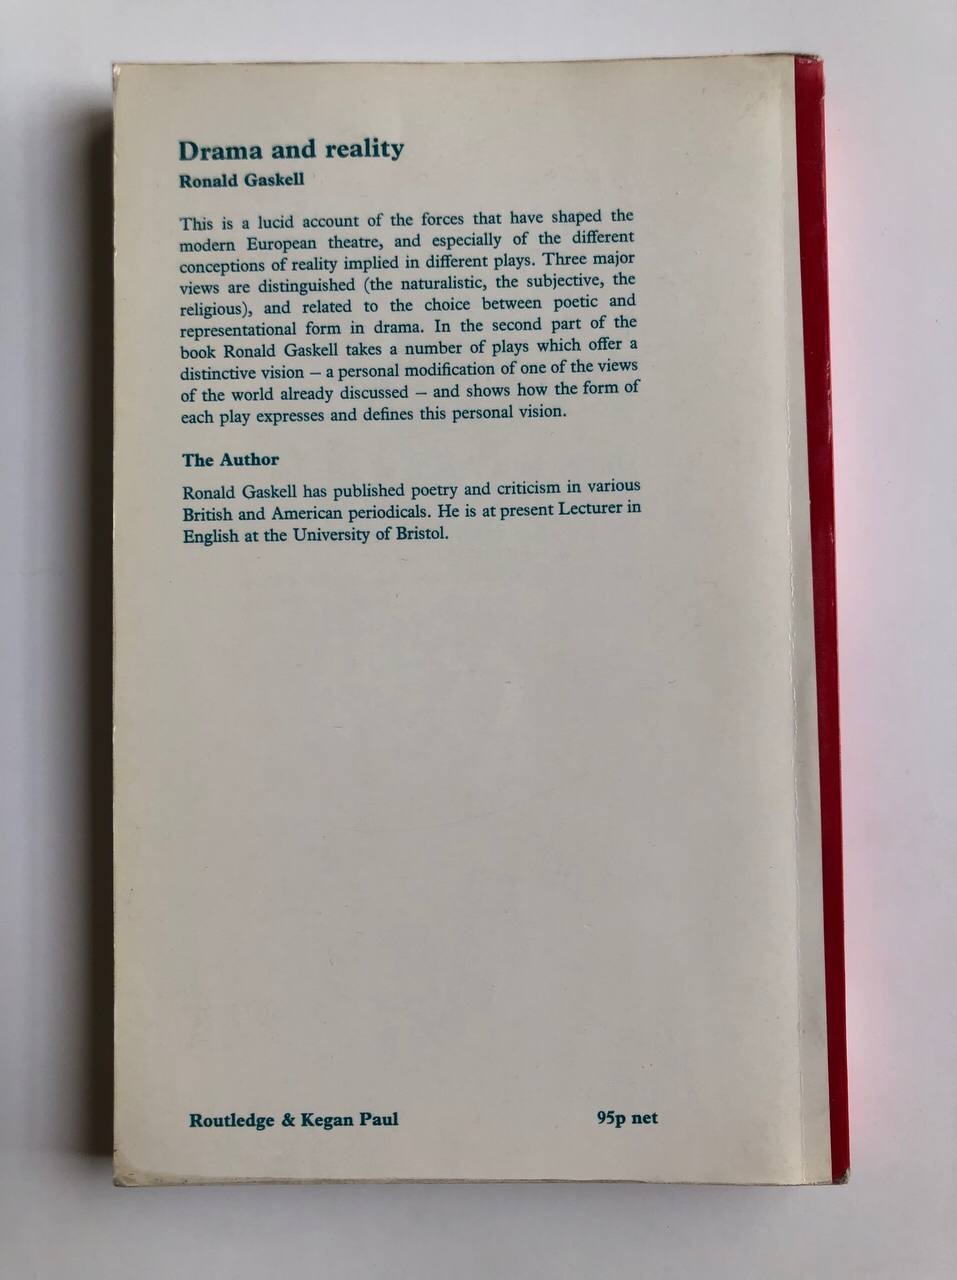 Drama and reality
Ronald Gaskell
This is a lucid account of the forces that have shaped the
modern European theatre, and especially of the different
conceptions of reality implied in different plays. Three major
views are distinguished (the naturalistic, the subjective, the
religious), and related to the choice between poetic and
representational form in drama. In the second part of the
book Ronald Gaskell takes a number of plays which offer a
distinctive vision – a personal modification of one of the views
of the world already discussed – and shows how the form of
each play expresses and defines this personal vision.
The Author
Ronald Gaskell has published poetry and criticism in various
British and American periodicals. He is at present Lecturer in
English at the University of Bristol.
Routledge & Kegan Paul
95p net